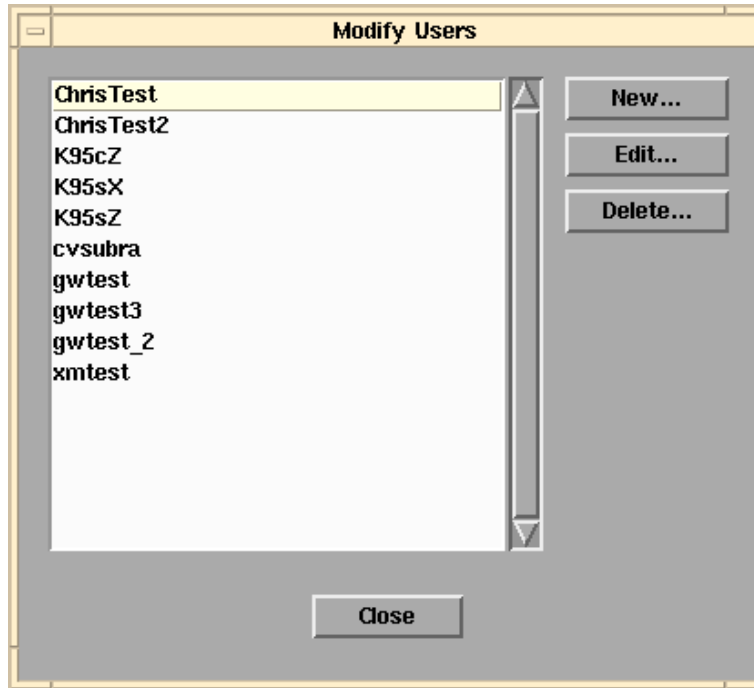 Modify Users
ChrisTest
ChrisTest2
K95cZ
K95sX
K95sZ
cvsubra
gwtest
gwtest3
gwtest_2
xmtest
New...
Edit...
Delete...
Close